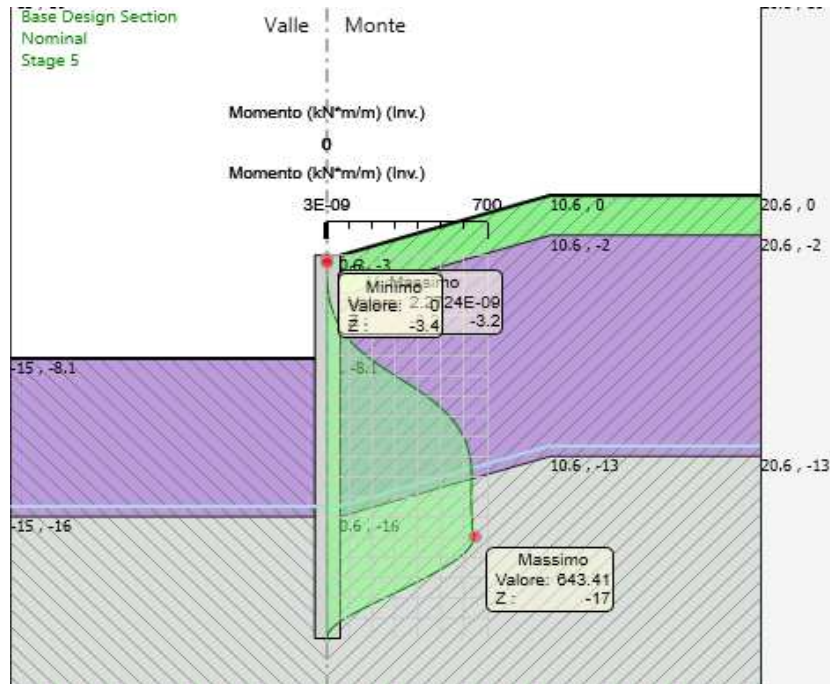 Base Design Section
Nominal
Stage 5
Valle
Monte
Momento (kN*m/m) (Inv.)
0
Momento (kN*m/m) (Inv.)
3E-09
700
10.6 , 0
20.6 , 0
10.6 , -2
20.6 , -2
Massimo
Minimo
Valore: 0
24E-09
Z : -3.4
-3.2
-15 , -8.1
, -8.1
10.6 , -13
20.6 , -13
-15 , -16
0.6 , -16
Massimo
Valore: 643.41
Z : -17